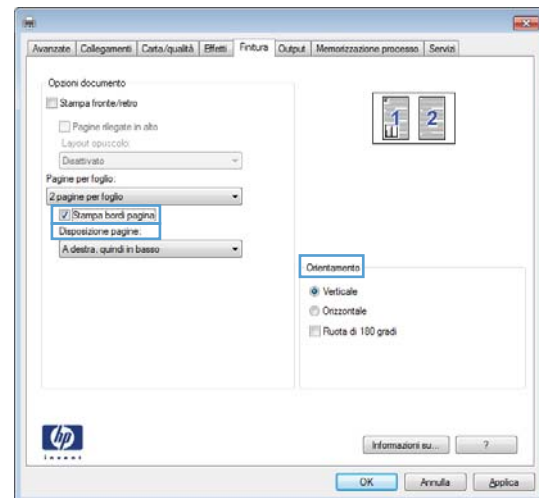 Avanzate Collegamenti Carta/qualità Effetti Finitura Output Memorizzazione processo Servizi
Opzioni documento
Stampa fronte/retro
Pagine rilegate in alto
Layout opuscolo:
Disattivato
Pagine per foglio:
2 pagine per foglio
Stampa bordi pagina
Disposizione pagine:
A destra, quindi in basso
1 2
Orientamento
Verticale
Orizzontale
Ruota di 180 gradi
hp
invent
Informazioni su... ?
OK Annulla Applica